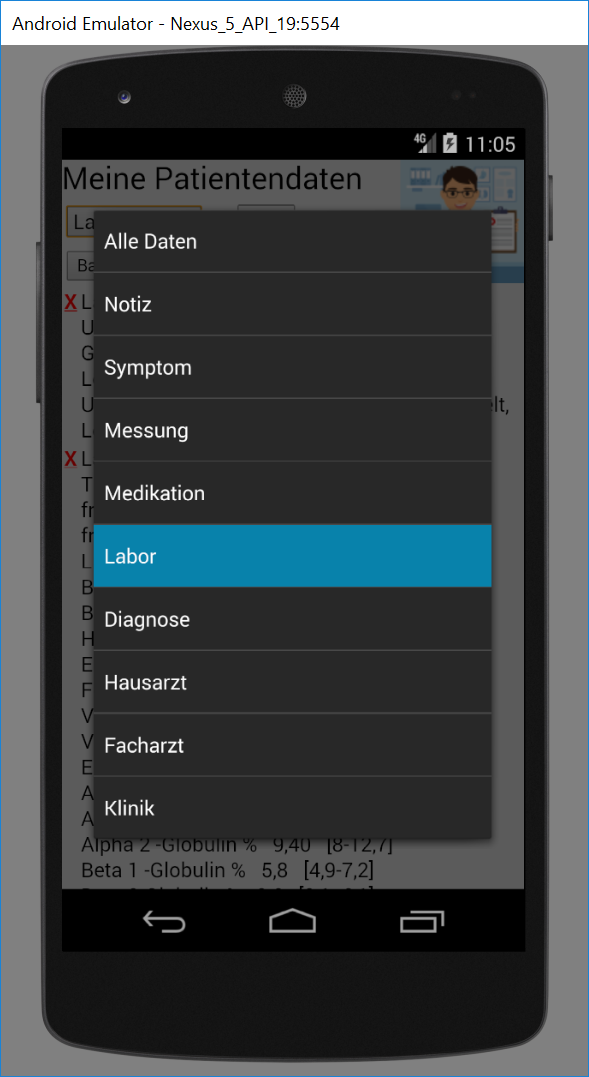 Android Emulator - Nexus_5_API_19:5554
4G 11:05
Meine Patientendaten
Alle Daten
Notiz
Symptom
Messung
Medikation
Labor
Diagnose
Hausarzt
Facharzt
Klinik
X
elt,
X
Alpha 2 -Globulin % 9,40 [8-12,7]
Beta 1 -Globulin % 5,8 [4,9-7,2]